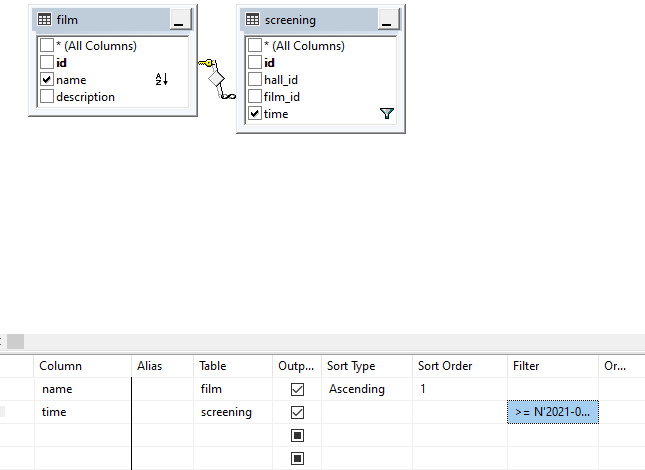 film
* (All Columns)
id
name
description
screening
* (All Columns)
id
hall_id
film_id
time
Column Alias Table Outp... Sort Type Sort Order Filter Or...
name film Ascending 1
time screening >= N'2021-0...